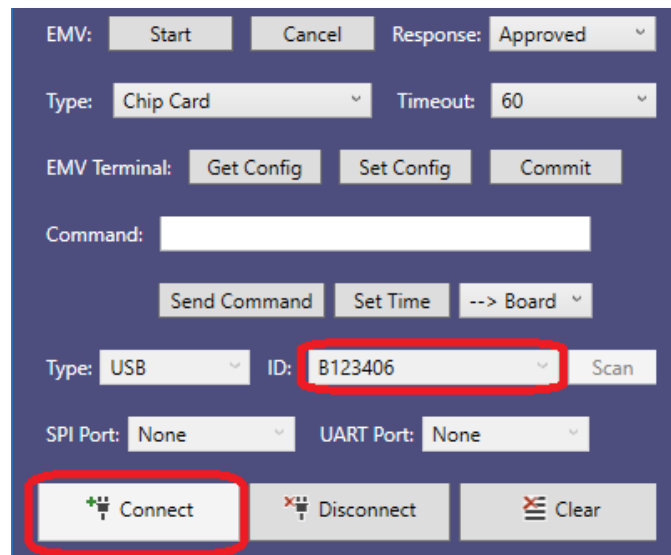 EMV: Start Cancel Response: Approved
Type: Chip Card Timeout: 60
EMV Terminal: Get Config Set Config Commit
Command:
Send Command Set Time --> Board
Type: USB ID: B123406 Scan
SPI Port: None UART Port: None
Connect Disconnect Clear